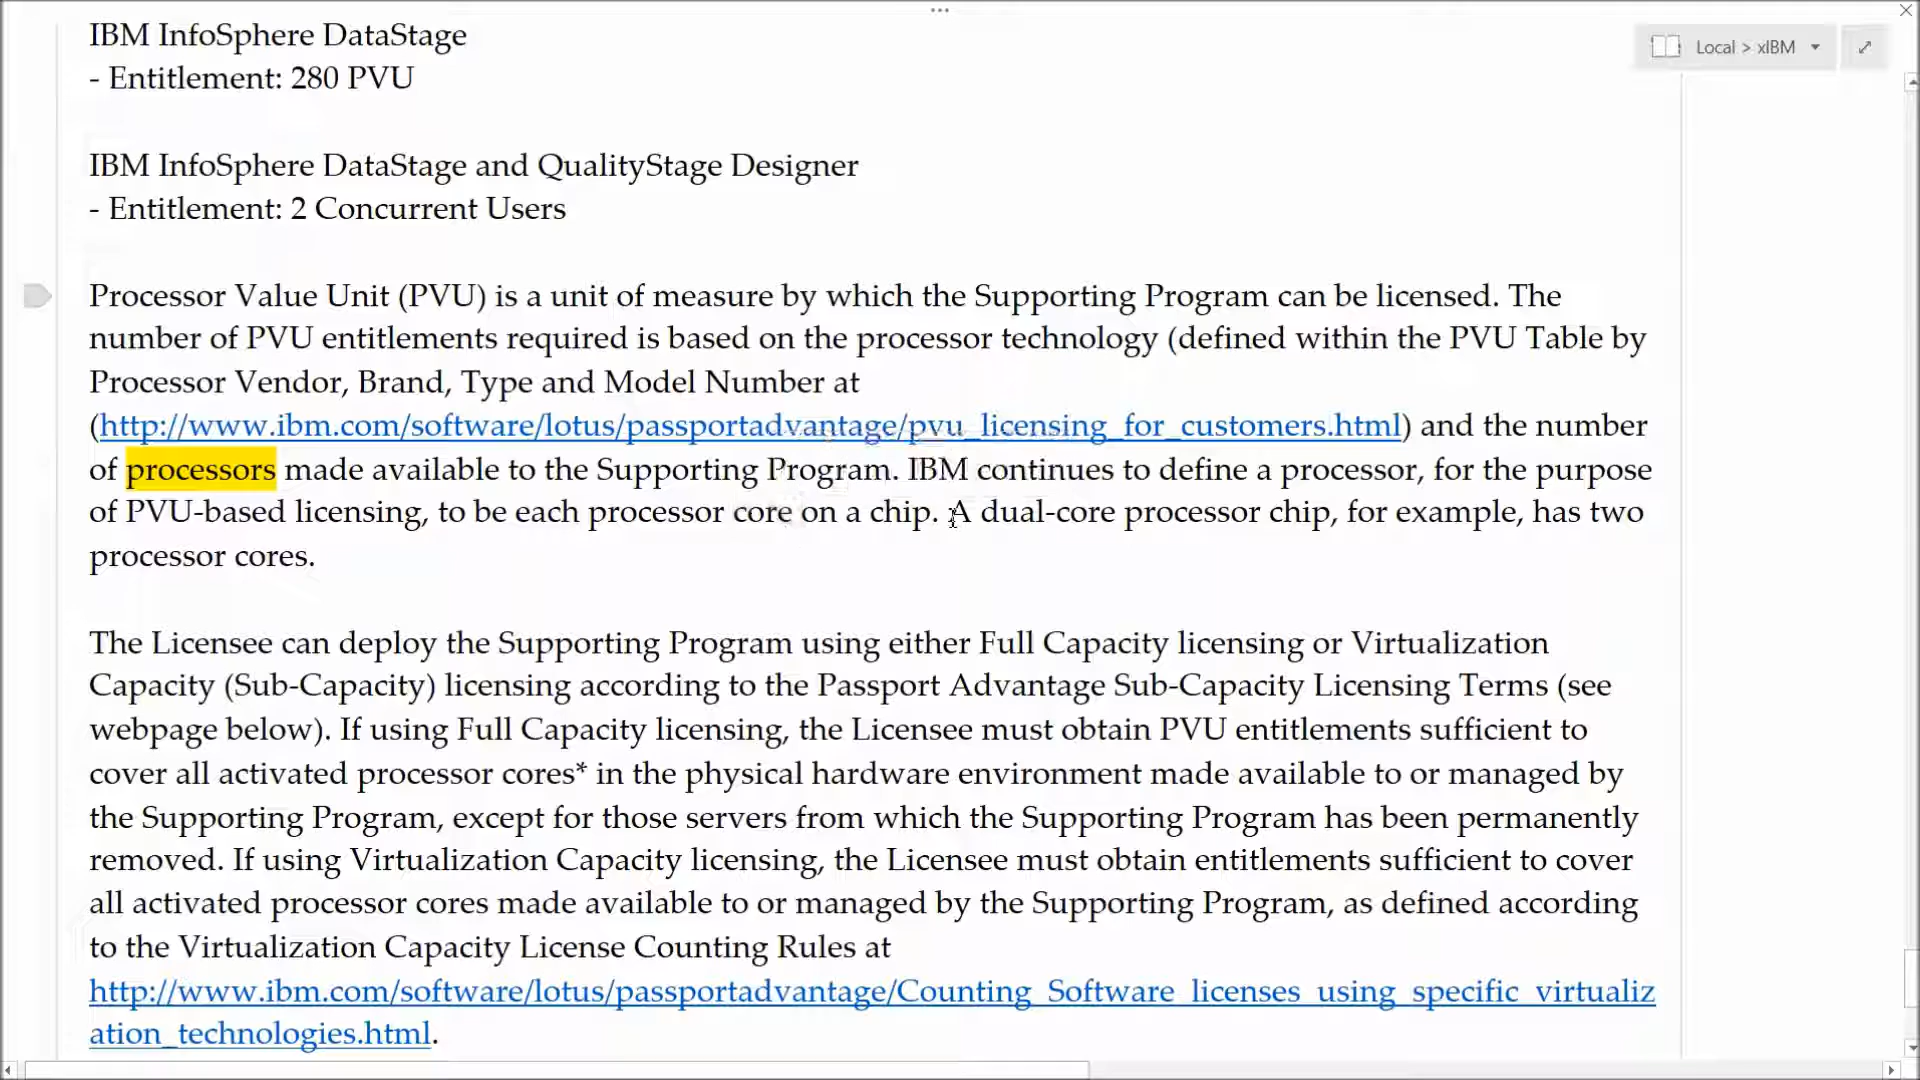 Local > xIBM
IBM InfoSphere DataStage
- Entitlement: 280 PVU
IBM InfoSphere DataStage and QualityStage Designer
- Entitlement: 2 Concurrent Users
Processor Value Unit (PVU) is a unit of measure by which the Supporting Program can be licensed. The
number of PVU entitlements required is based on the processor technology (defined within the PVU Table by
Processor Vendor, Brand, Type and Model Number at
(http://www.ibm.com/software/lotus/passportadvantage/pvu_licensing_for_customers.html) and the number
of processors made available to the Supporting Program. IBM continues to define a processor, for the purpose
of PVU-based licensing, to be each processor core on a chip. A dual-core processor chip, for example, has two
processor cores.
The Licensee can deploy the Supporting Program using either Full Capacity licensing or Virtualization
Capacity (Sub-Capacity) licensing according to the Passport Advantage Sub-Capacity Licensing Terms (see
webpage below). If using Full Capacity licensing, the Licensee must obtain PVU entitlements sufficient to
cover all activated processor cores* in the physical hardware environment made available to or managed by
the Supporting Program, except for those servers from which the Supporting Program has been permanently
removed. If using Virtualization Capacity licensing, the Licensee must obtain entitlements sufficient to cover
all activated processor cores made available to or managed by the Supporting Program, as defined according
to the Virtualization Capacity License Counting Rules at
http://www.ibm.com/software/lotus/passportadvantage/Counting_Software_licenses_using_specific_virtualiz
ation_technologies.html.